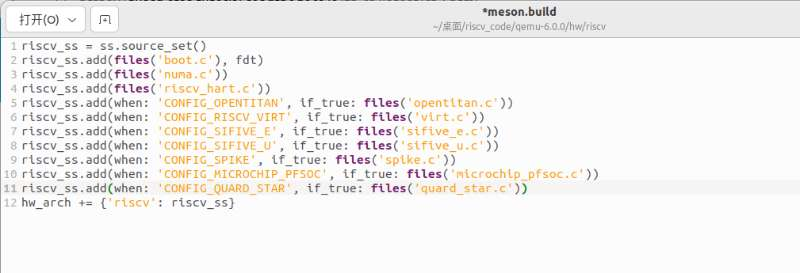 打开(O)
*meson.build
~/桌面/riscv_code/qemu-6.0.0/hw/riscv
1 riscv_ss = ss.source_set()
2 riscv_ss.add(files('boot.c'), fdt)
3 riscv_ss.add(files('numa.c'))
4 riscv_ss.add(files('riscv_hart.c'))
5 riscv_ss.add(when: 'CONFIG_OPENTITAN', if_true: files('opentitan.c'))
6 riscv_ss.add(when: 'CONFIG_RISCV_VIRT', if_true: files('virt.c'))
7 riscv_ss.add(when: 'CONFIG_SIFIVE_E', if_true: files('sifive_e.c'))
8 riscv_ss.add(when: 'CONFIG_SIFIVE_U', if_true: files('sifive_u.c'))
9 riscv_ss.add(when: 'CONFIG_SPIKE', if_true: files('spike.c'))
10 riscv_ss.add(when: 'CONFIG_MICROCHIP_PFSOC', if_true: files('microchip_pfsoc.c'))
11 riscv_ss.add(when: 'CONFIG_QUARD_STAR', if_true: files('quard_star.c'))
12 hw_arch += {'riscv': riscv_ss}